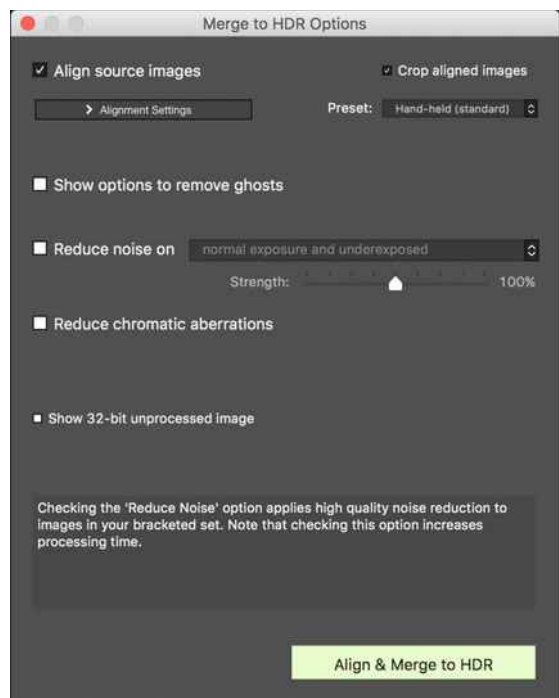 Merge to HDR Options
Align source images
Crop aligned images
Alignment Settings
Preset: Hand-held (standard)
Show options to remove ghosts
Reduce noise on normal exposure and underexposed
Strength: 100%
Reduce chromatic aberrations
Show 32-bit unprocessed image
Checking the 'Reduce Noise' option applies high quality noise reduction to
images in your bracketed set. Note that checking this option increases
processing time.
Align & Merge to HDR